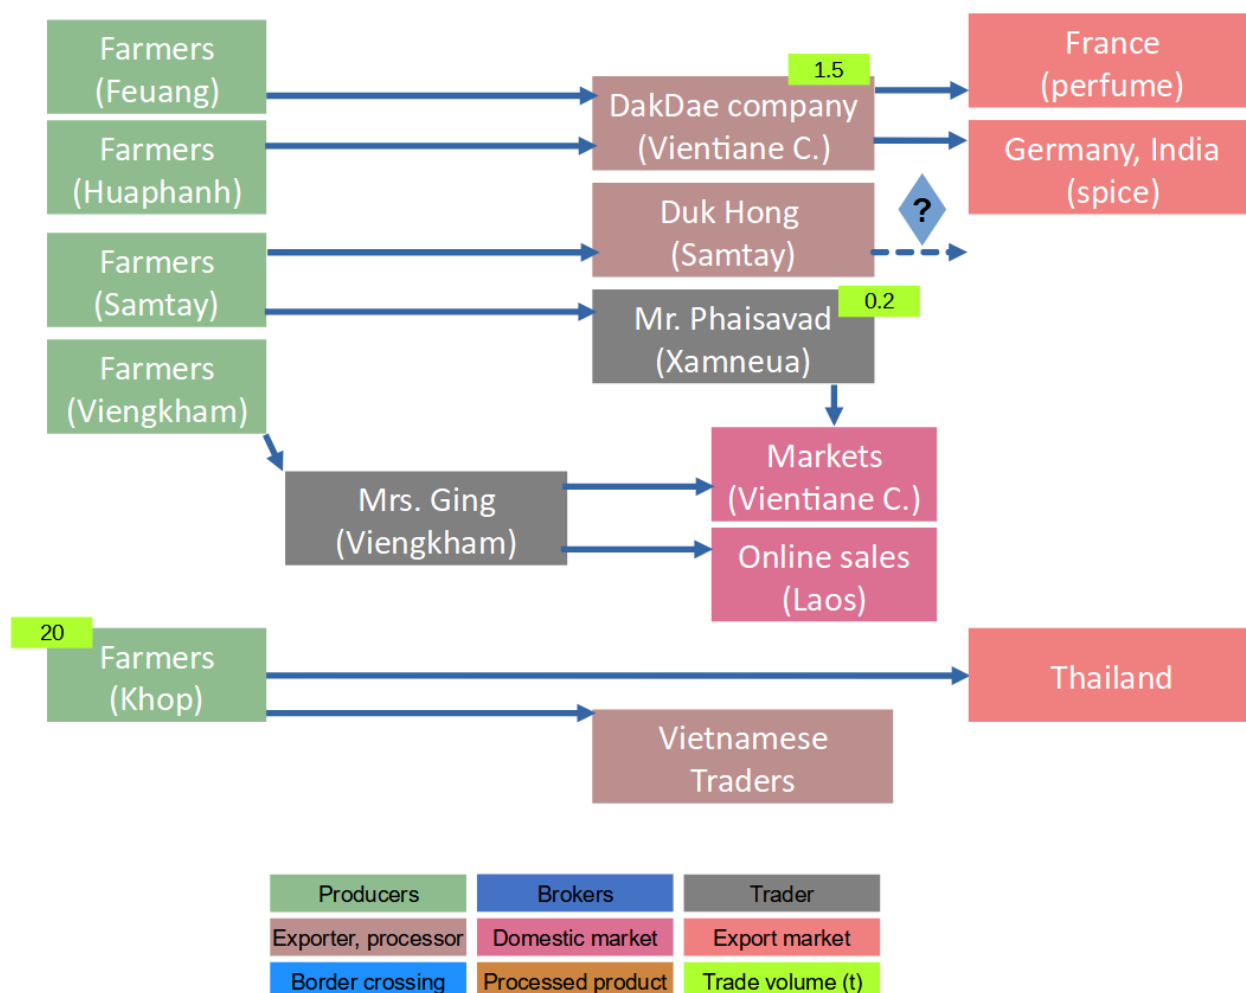 Farmers
(Feuang)
1.5
DakDae company
(Vientiane C.)
France
(perfume)
Farmers
(Huaphanh)
Germany, India
(spice)
Duk Hong
(Samtay)
?
Farmers
(Samtay)
0.2
Mr. Phaisavad
(Xamneua)
Farmers
(Viengkham)
Markets
(Vientiane C.)
Mrs. Ging
(Viengkham)
Online sales
(Laos)
20
Farmers
(Khop)
Thailand
Vietnamese
Traders
Producers
Brokers
Trader
Exporter, processor
Domestic market
Export market
Border crossing
Processed product
Trade volume (t)